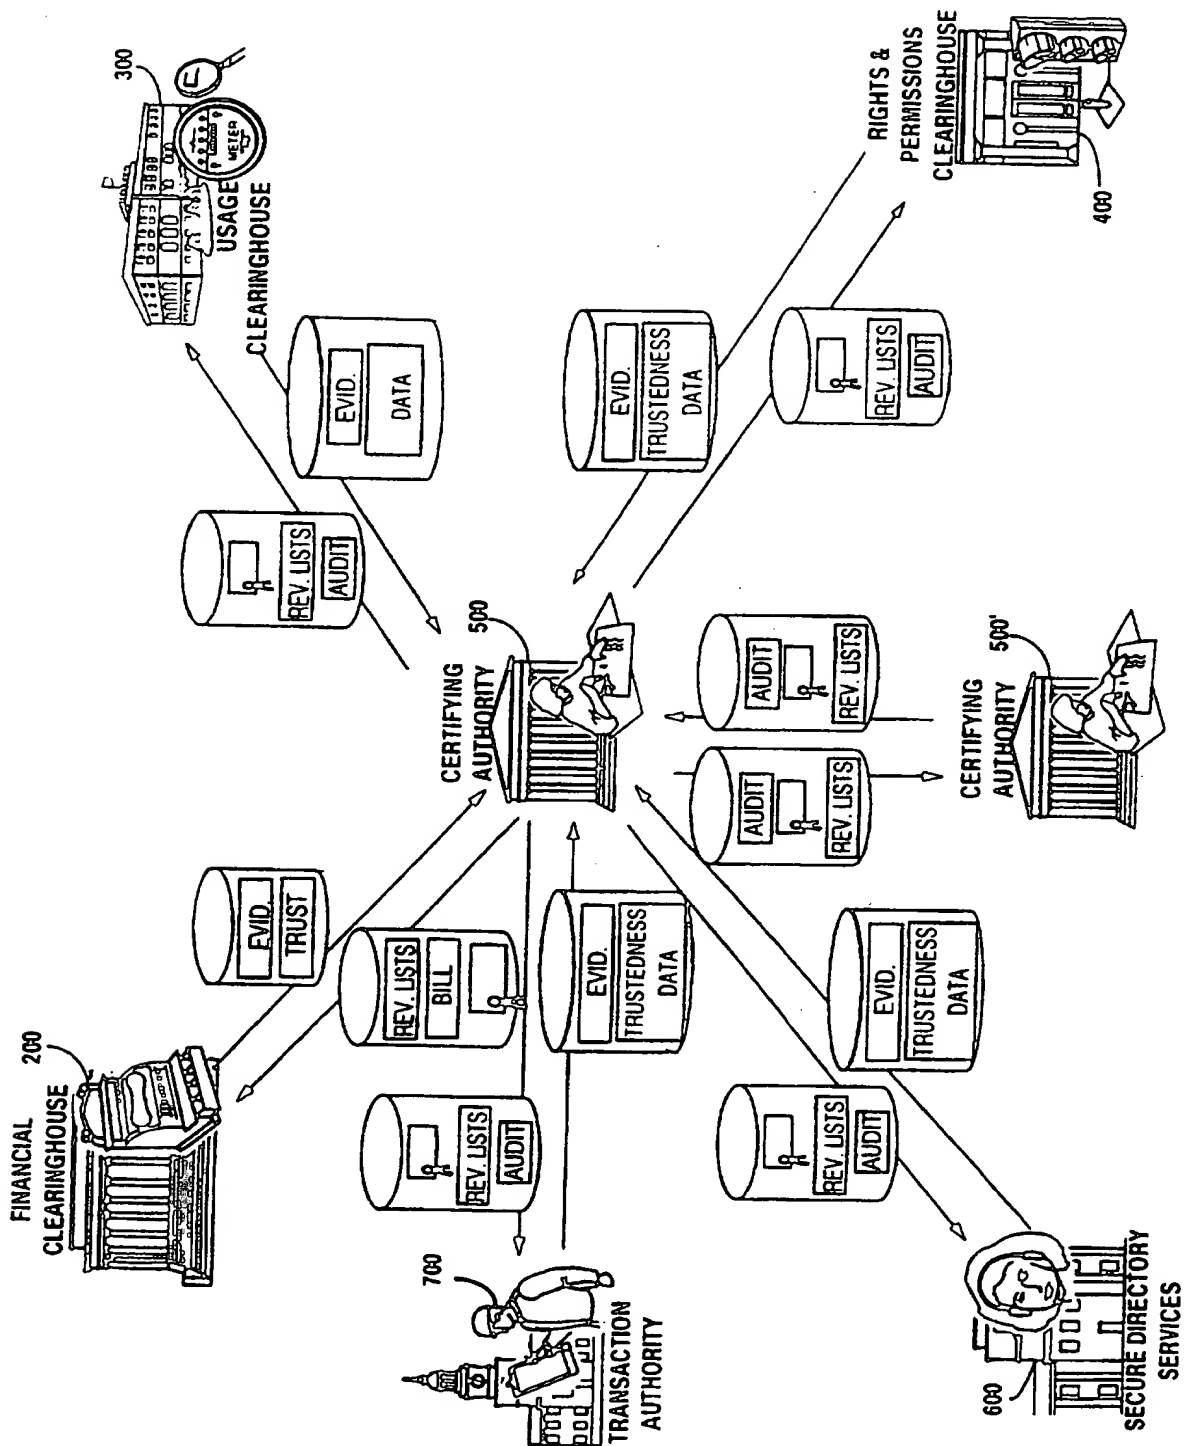 FINANCIAL
CLEARINGHOUSE
200
300
METER
USAGE
CLEARINGHOUSE
EVID.
TRUST
REV. LISTS
AUDIT
EVID.
DATA
REV. LISTS
BILL
700
TRANSACTION
AUTHORITY
REV. LISTS
AUDIT
EVID.
TRUSTEDNESS
DATA
CERTIFYING
AUTHORITY
500
EVID.
TRUSTEDNESS
DATA
RIGHTS &
PERMISSIONS
CLEARINGHOUSE
400
REV. LISTS
AUDIT
AUDIT
REV. LISTS
AUDIT
REV. LISTS
REV. LISTS
AUDIT
EVID.
TRUSTEDNESS
DATA
600
SECURE DIRECTORY
SERVICES
CERTIFYING
AUTHORITY
500'